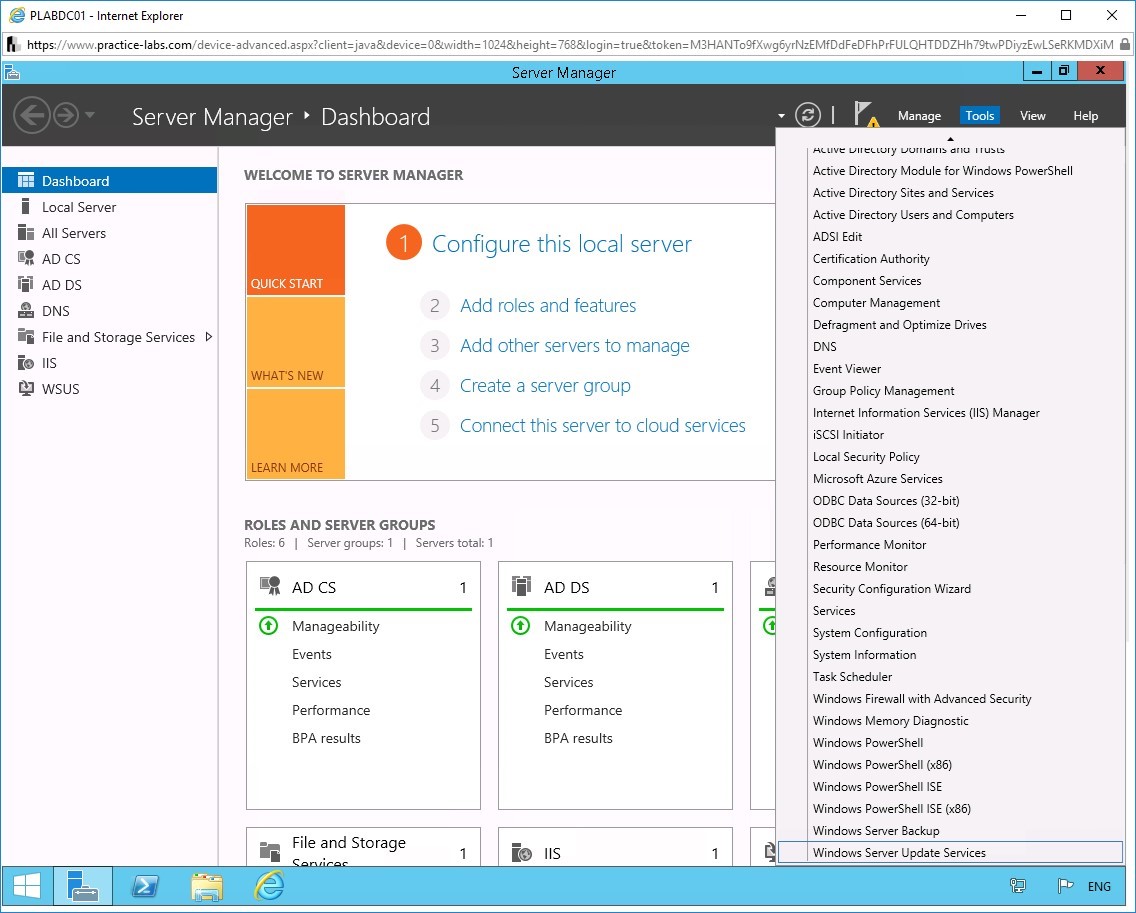 PLABDC01 - Internet Explorer
https://www.practice-labs.com/device-advanced.aspx?client=java&device=0&width=1024&height=768&login=true&token=M3HANTo9fXwg6yrNzEMfDdFeDFhPrFULQHTDDZHh79twPDiyzEwLSeRKMDXiM
Server Manager
Server Manager Dashboard
Manage Tools View Help
Dashboard
Local Server
All Servers
AD CS
AD DS
DNS
File and Storage Services
IIS
WSUS
WELCOME TO SERVER MANAGER
QUICK START
WHAT'S NEW
LEARN MORE
1 Configure this local server
2 Add roles and features
3 Add other servers to manage
4 Create a server group
5 Connect this server to cloud services
ROLES AND SERVER GROUPS
Roles: 6 | Server groups: 1 | Servers total: 1
AD CS 1
Manageability
Events
Services
Performance
BPA results
AD DS 1
Manageability
Events
Services
Performance
BPA results
File and Storage
Services
1
IIS 1
Active Directory Domains and Trusts
Active Directory Module for Windows PowerShell
Active Directory Sites and Services
Active Directory Users and Computers
ADSI Edit
Certification Authority
Component Services
Computer Management
Defragment and Optimize Drives
DNS
Event Viewer
Group Policy Management
Internet Information Services (IIS) Manager
iSCSI Initiator
Local Security Policy
Microsoft Azure Services
ODBC Data Sources (32-bit)
ODBC Data Sources (64-bit)
Performance Monitor
Resource Monitor
Security Configuration Wizard
Services
System Configuration
System Information
Task Scheduler
Windows Firewall with Advanced Security
Windows Memory Diagnostic
Windows PowerShell
Windows PowerShell (x86)
Windows PowerShell ISE
Windows PowerShell ISE (x86)
Windows Server Backup
Windows Server Update Services
ENG